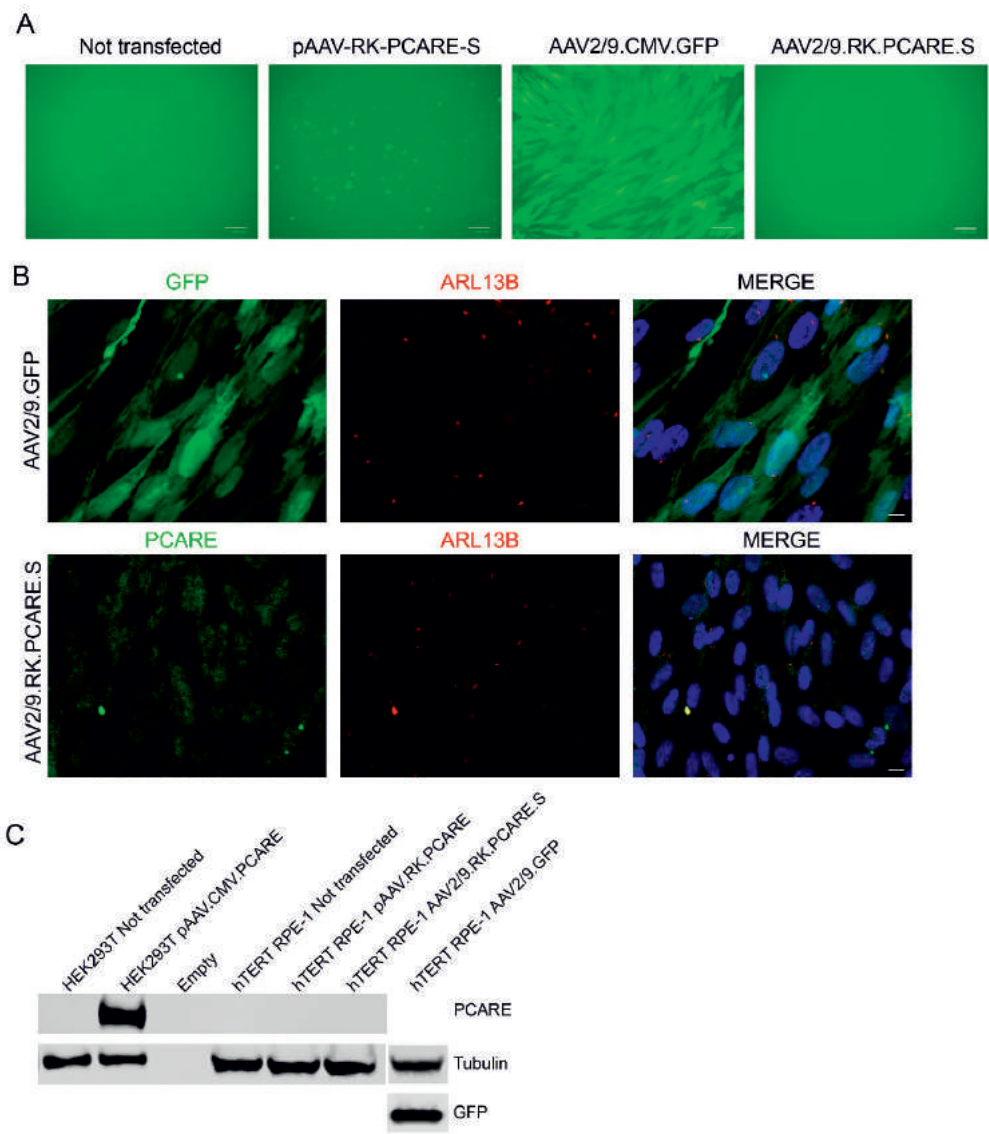 A
Not transfected
pAAV-RK-PCARE-S
AAV2/9.CMV.GFP
AAV2/9.RK.PCARE.S
B
GFP
ARL13B
MERGE
AAV2/9.GFP
PCARE
ARL13B
MERGE
AAV2/9.RK.PCARE.S
C
HEK293T Not transfected
HEK293T pAAV.CMV.PCARE
Empty
hTERT RPE-1 Not transfected
hTERT RPE-1 pAAV.RK.PCARE
hTERT RPE-1 AAV2/9.RK.PCARE.S
hTERT RPE-1 AAV2/9.GFP
PCARE
Tubulin
GFP